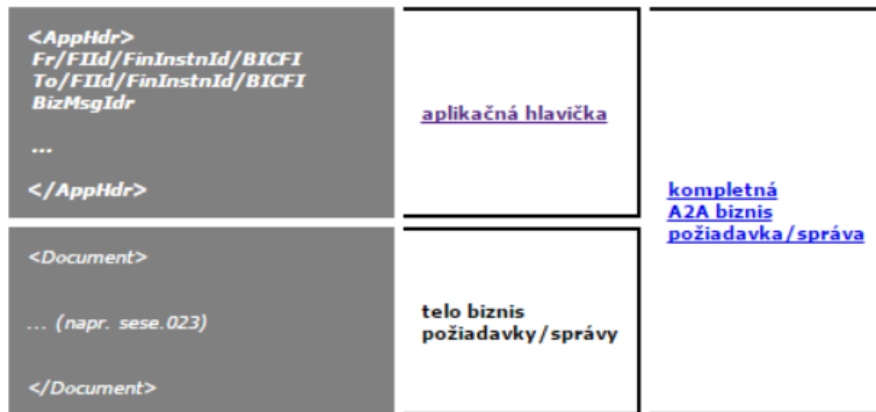 <AppHdr>
Fr/FIId/FinInstnId/BICFI
To/FIId/FinInstnId/BICFI
BizMsgIdr
...
</AppHdr>
aplikačná hlavička
<Document>
... (napr. sese.023)
</Document>
telo biznis
požiadavky/správy
kompletná
A2A biznis
požiadavka/správa